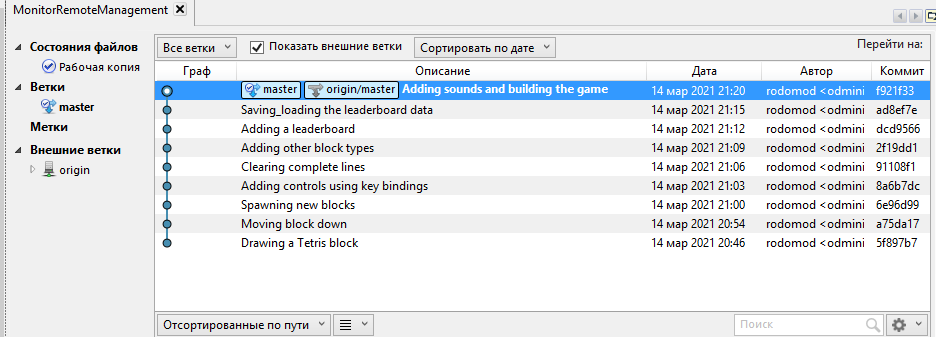 MonitorRemoteManagement
Состояния файлов
Рабочая копия
Ветки
master
Метки
Внешние ветки
origin
Все ветки Показать внешние ветки Сортировать по дате Перейти на:
Граф Описание Дата Автор Коммит
master origin/master Adding sounds and building the game 14 мар 2021 21:20 rodomod <odmini f921f33
Saving_loading the leaderboard data 14 мар 2021 21:15 rodomod <odmini ad8ef7e
Adding a leaderboard 14 мар 2021 21:12 rodomod <odmini dcd9566
Adding other block types 14 мар 2021 21:09 rodomod <odmini 2f19dd1
Clearing complete lines 14 мар 2021 21:06 rodomod <odmini 91108f1
Adding controls using key bindings 14 мар 2021 21:03 rodomod <odmini 8a6b7dc
Spawning new blocks 14 мар 2021 21:00 rodomod <odmini 6e96d99
Moving block down 14 мар 2021 20:54 rodomod <odmini a75da17
Drawing a Tetris block 14 мар 2021 20:46 rodomod <odmini 5f897b7
Отсортированные по пути Поиск